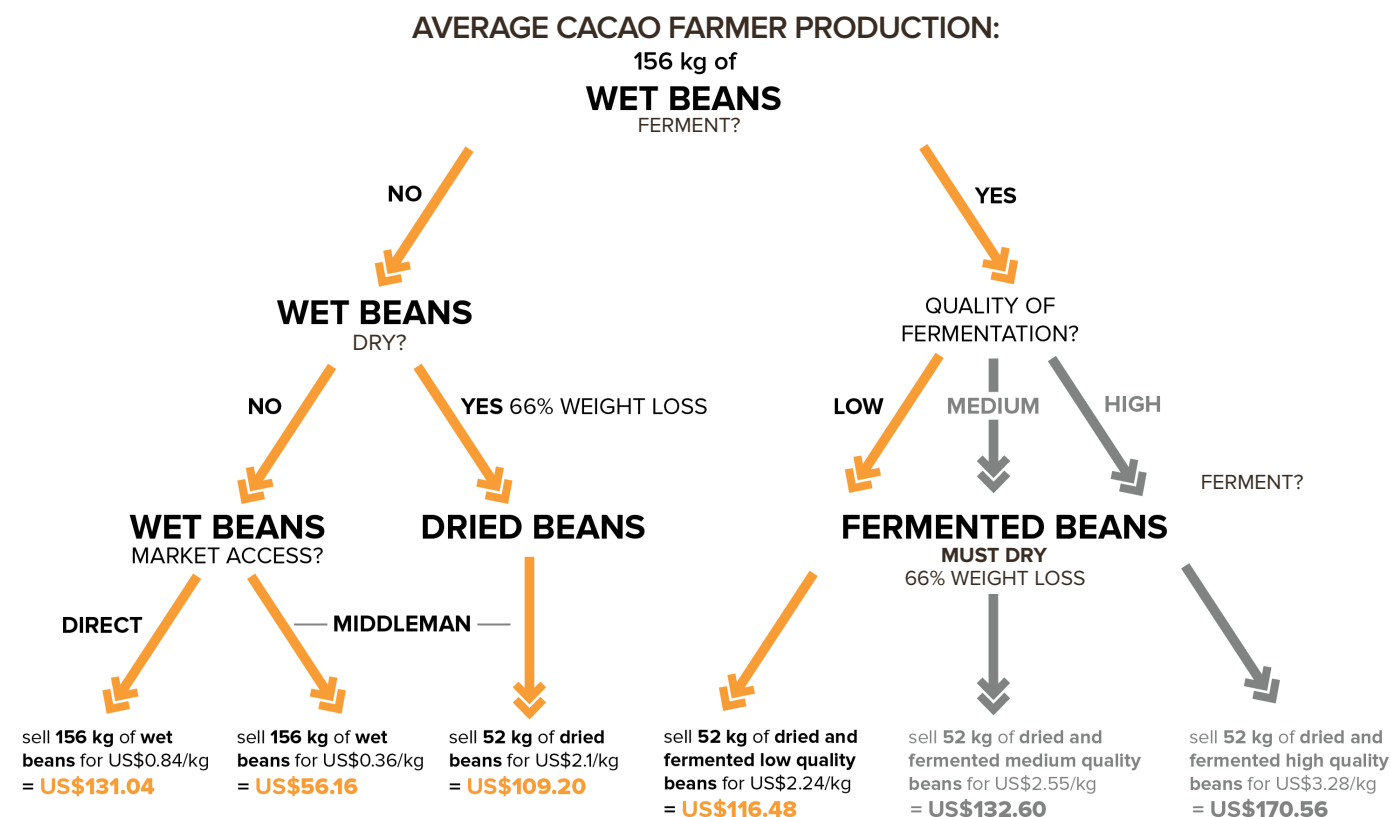 AVERAGE CACAO FARMER PRODUCTION:
156 kg of
WET BEANS
FERMENT?
NO
YES
WET BEANS
DRY?
QUALITY OF
FERMENTATION?
NO
YES 66% WEIGHT LOSS
LOW
MEDIUM
HIGH
FERMENT?
WET BEANS
MARKET ACCESS?
DRIED BEANS
FERMENTED BEANS
MUST DRY
66% WEIGHT LOSS
DIRECT
MIDDLEMAN
sell 156 kg of wet
beans for US$0.84/kg
= US$131.04
sell 156 kg of wet
beans for US$0.36/kg
= US$56.16
sell 52 kg of dried
beans for US$2.1/kg
= US$109.20
sell 52 kg of dried and
fermented low quality
beans for US$2.24/kg
= US$116.48
sell 52 kg of dried and
fermented medium quality
beans for US$2.55/kg
= US$132.60
sell 52 kg of dried and
fermented high quality
beans for US$3.28/kg
= US$170.56